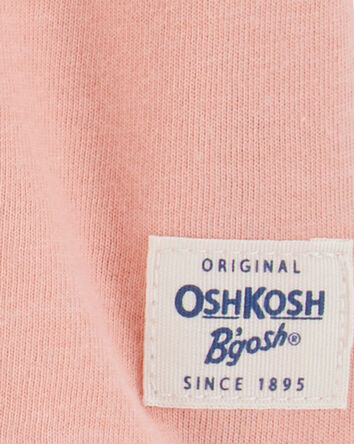 ORIGINAL
OSHKOSH
B'gosh®
SINCE 1895